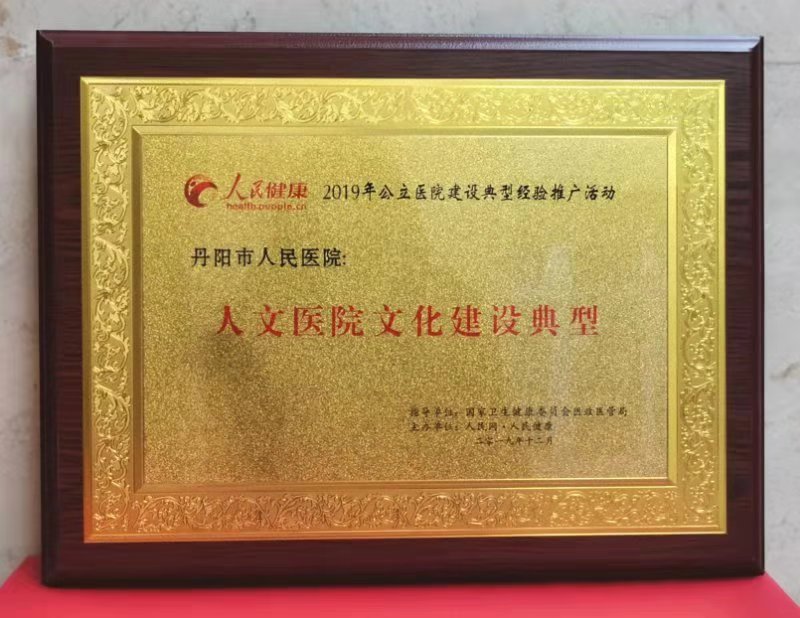 人民健康 2019年公立医院建设典型经验推广活动
health.people.cn
丹阳市人民医院:
人文医院文化建设典型
指导单位：国家卫生健康委员会医政医管局
主办单位：人民网·人民健康
二零一九年十二月